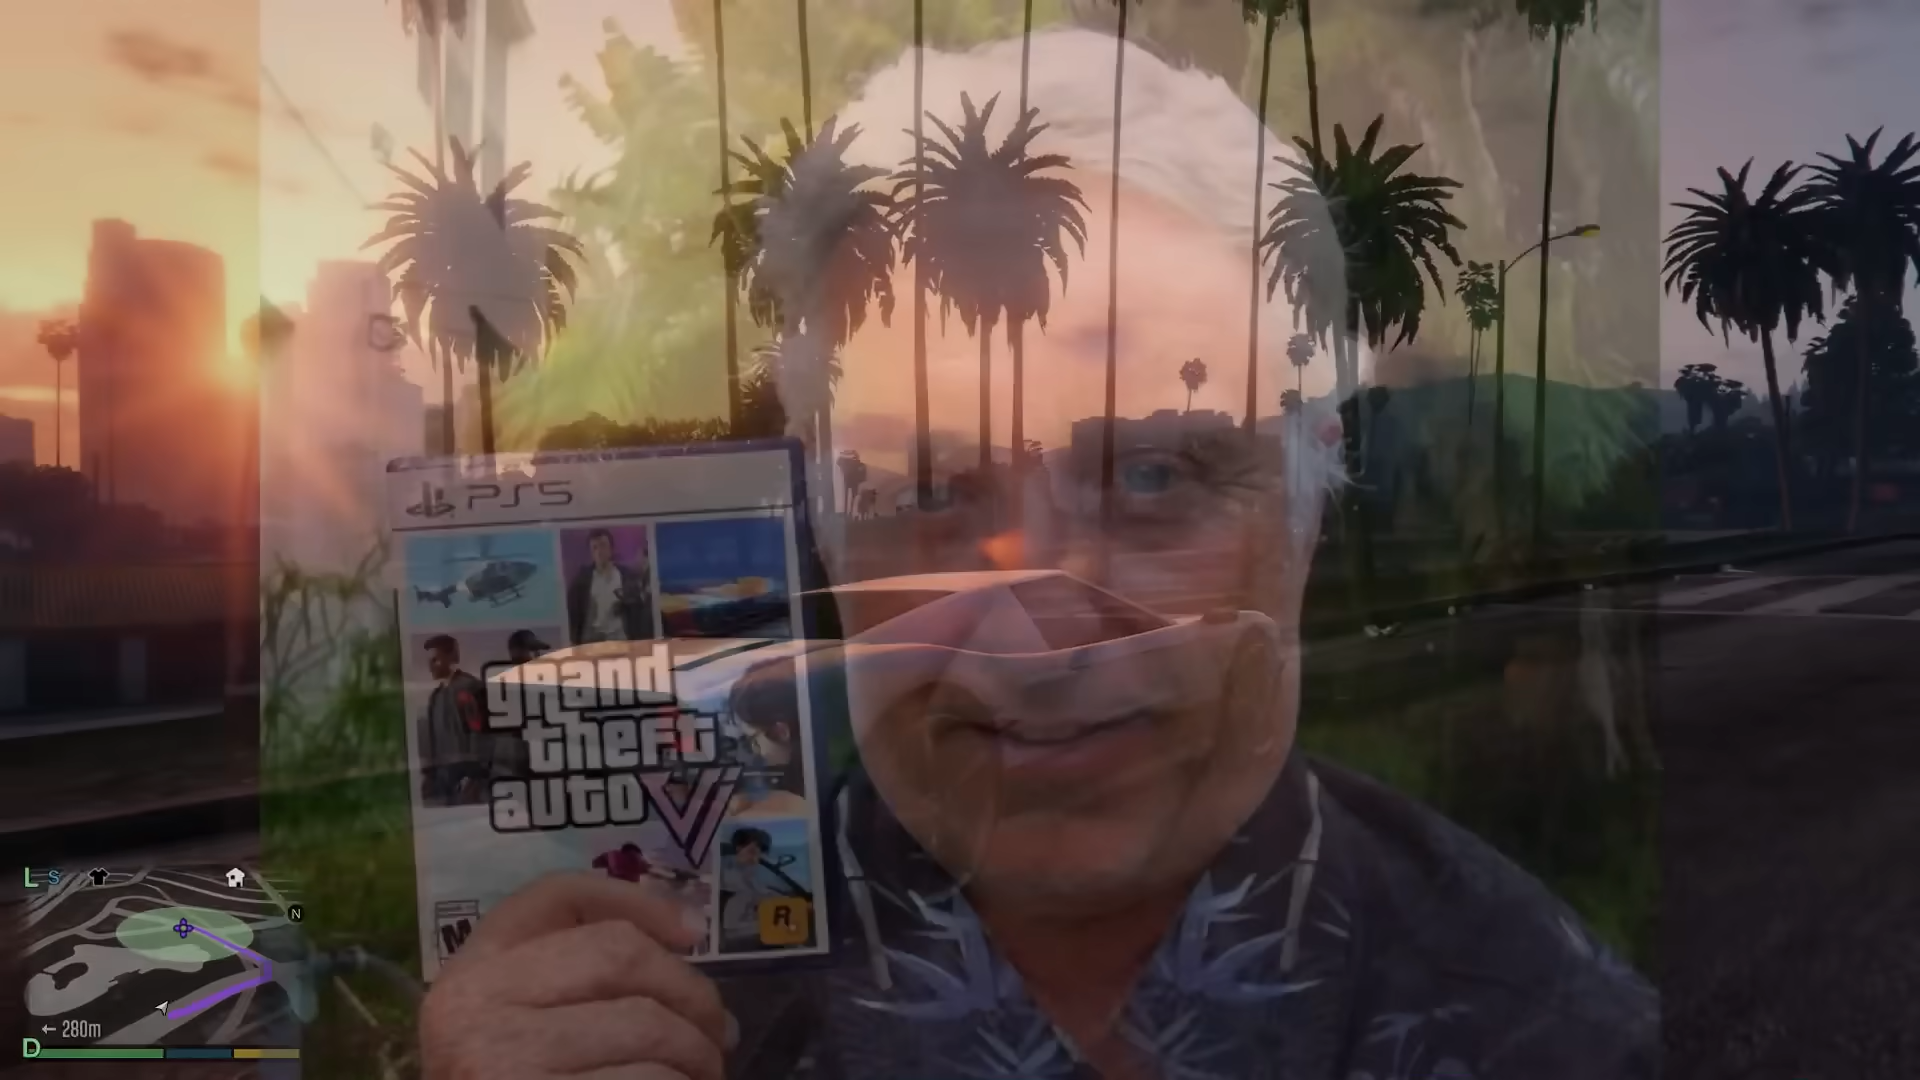 PS5
grand
theft
auto VI
M
R
L S
N
← 280m
D